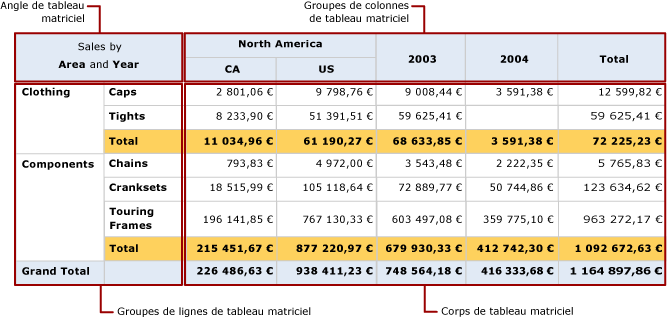 Angle de tableau
matriciel
Groupes de colonnes
de tableau matriciel
Sales by
Area and Year
North America
CA US 2003 2004 Total
Clothing Caps 2 801,06 € 9 798,76 € 9 008,44 € 3 591,38 € 12 599,82 €
Tights 8 233,90 € 51 391,51 € 59 625,41 € 59 625,41 €
Total 11 034,96 € 61 190,27 € 68 633,85 € 3 591,38 € 72 225,23 €
Components Chains 793,83 € 4 972,00 € 3 543,48 € 2 222,35 € 5 765,83 €
Cranksets 18 515,99 € 105 118,64 € 72 889,77 € 50 744,86 € 123 634,62 €
Touring
Frames 196 141,85 € 767 130,33 € 603 497,08 € 359 775,10 € 963 272,17 €
Total 215 451,67 € 877 220,97 € 679 930,33 € 412 742,30 € 1 092 672,63 €
Grand Total 226 486,63 € 938 411,23 € 748 564,18 € 416 333,68 € 1 164 897,86 €
Groupes de lignes de tableau matriciel
Corps de tableau matriciel